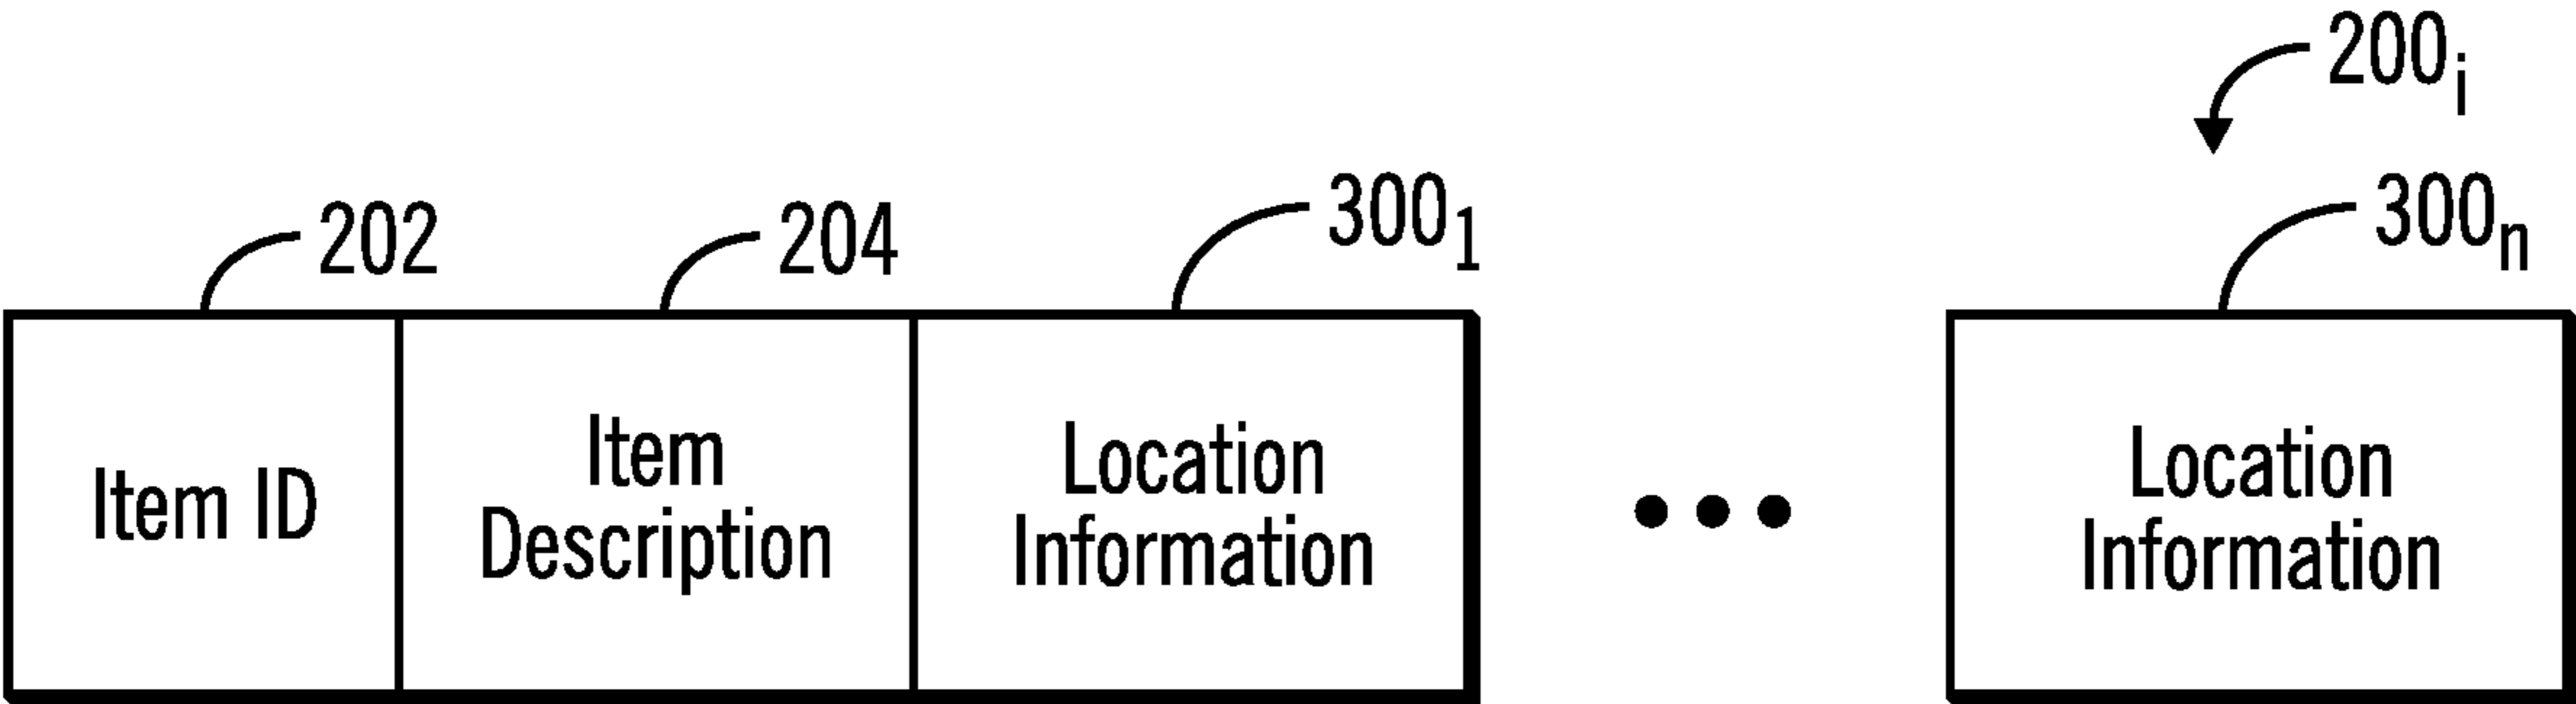 200i
202 204 3001 300n
Item ID
Item
Description
Location
Information
Location
Information